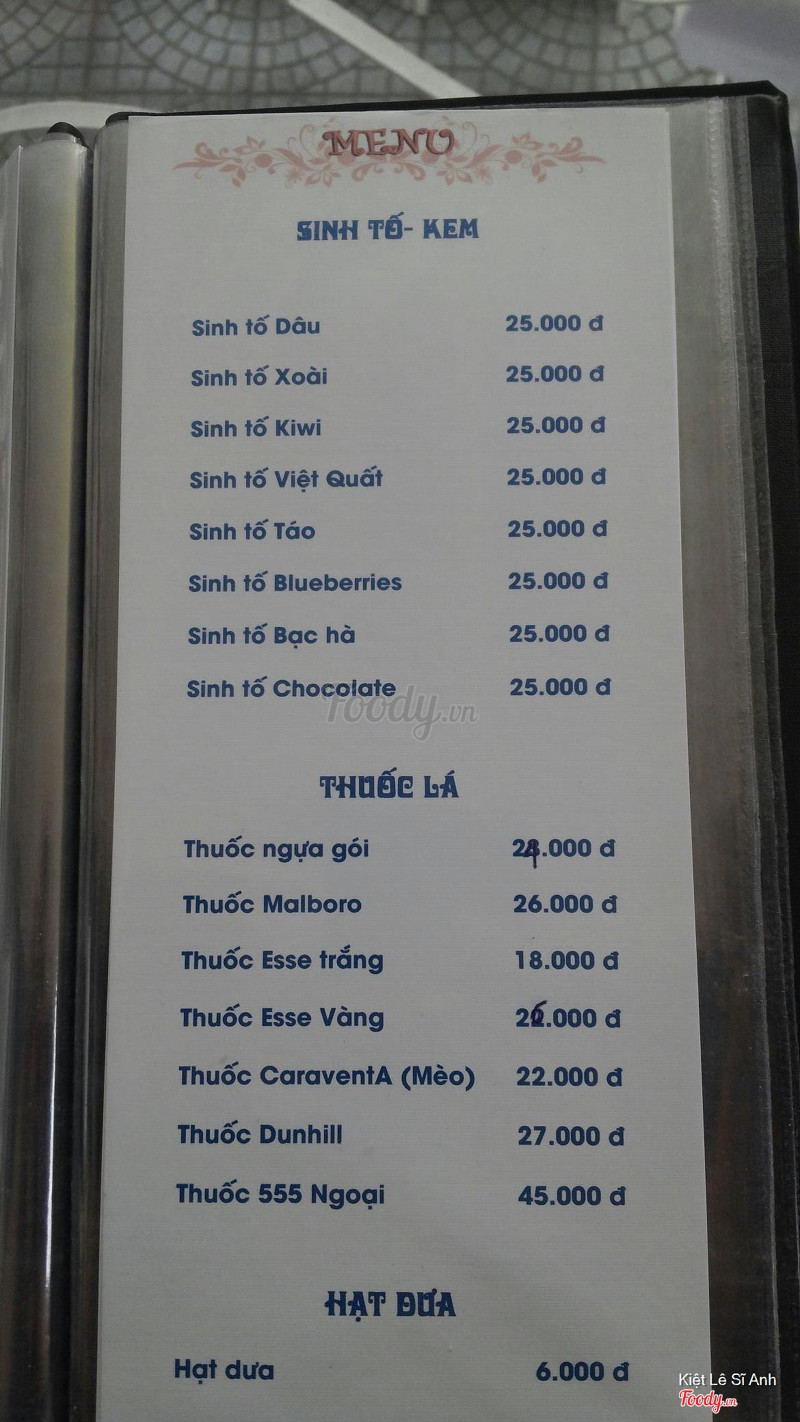 MENU
SINH TỐ- KEM
Sinh tố Dâu 25.000 đ
Sinh tố Xoài 25.000 đ
Sinh tố Kiwi 25.000 đ
Sinh tố Việt Quất 25.000 đ
Sinh tố Táo 25.000 đ
Sinh tố Blueberries 25.000 đ
Sinh tố Bạc hà 25.000 đ
Sinh tố Chocolate 25.000 đ
Foody.vn
THUỐC LÁ
Thuốc ngựa gói 24.000 đ
Thuốc Malboro 26.000 đ
Thuốc Esse trắng 18.000 đ
Thuốc Esse Vàng 26.000 đ
Thuốc CaraventA (Mèo) 22.000 đ
Thuốc Dunhill 27.000 đ
Thuốc 555 Ngoại 45.000 đ
HẠT DƯA
Hạt dưa 6.000 đ
Kiệt Lê Sĩ Anh
Foody.vn